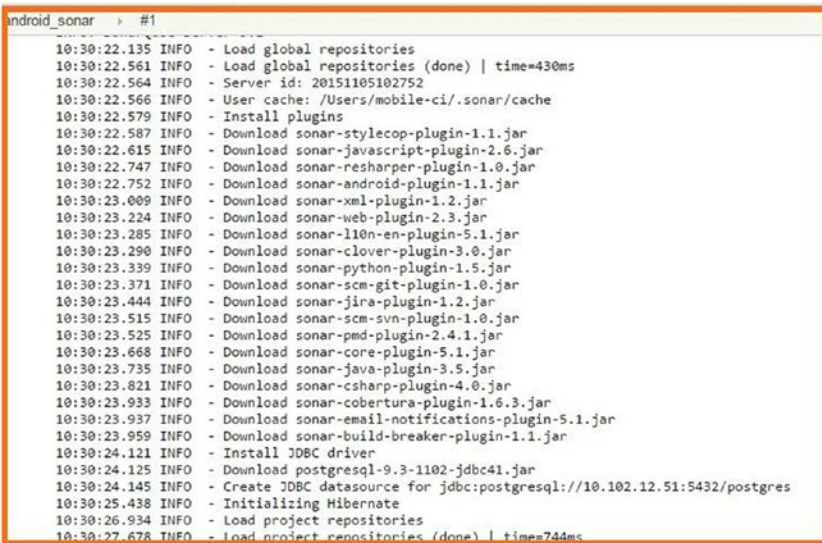 android_sonar › #1
10:30:22.135 INFO - Load global repositories
10:30:22.561 INFO - Load global repositories (done) | time=430ms
10:30:22.564 INFO - Server id: 20151105102752
10:30:22.566 INFO - User cache: /Users/mobile-ci/.sonar/cache
10:30:22.579 INFO - Install plugins
10:30:22.587 INFO - Download sonar-stylecop-plugin-1.1.jar
10:30:22.615 INFO - Download sonar-javascript-plugin-2.6.jar
10:30:22.747 INFO - Download sonar-resharper-plugin-1.0.jar
10:30:22.752 INFO - Download sonar-android-plugin-1.1.jar
10:30:23.009 INFO - Download sonar-xml-plugin-1.2.jar
10:30:23.224 INFO - Download sonar-web-plugin-2.3.jar
10:30:23.285 INFO - Download sonar-l10n-en-plugin-5.1.jar
10:30:23.290 INFO - Download sonar-clover-plugin-3.0.jar
10:30:23.339 INFO - Download sonar-python-plugin-1.5.jar
10:30:23.371 INFO - Download sonar-scm-git-plugin-1.0.jar
10:30:23.444 INFO - Download sonar-jira-plugin-1.2.jar
10:30:23.515 INFO - Download sonar-scm-svn-plugin-1.0.jar
10:30:23.525 INFO - Download sonar-pmd-plugin-2.4.1.jar
10:30:23.668 INFO - Download sonar-core-plugin-5.1.jar
10:30:23.735 INFO - Download sonar-java-plugin-3.5.jar
10:30:23.821 INFO - Download sonar-csharp-plugin-4.0.jar
10:30:23.933 INFO - Download sonar-cobertura-plugin-1.6.3.jar
10:30:23.937 INFO - Download sonar-email-notifications-plugin-5.1.jar
10:30:23.959 INFO - Download sonar-build-breaker-plugin-1.1.jar
10:30:24.121 INFO - Install JDBC driver
10:30:24.125 INFO - Download postgresql-9.3-1102-jdbc41.jar
10:30:24.145 INFO - Create JDBC datasource for jdbc:postgresql://10.102.12.51:5432/postgres
10:30:25.438 INFO - Initializing Hibernate
10:30:26.934 INFO - Load project repositories
10:30:27.678 INFO - Load project repositories (done) | time=744ms